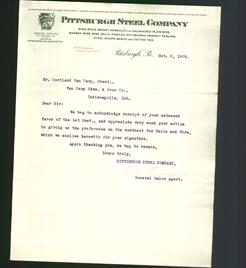 PITTSBURGH STEEL COMPANY
Pittsburgh, Pa.
Oct. 2, 1909.
Mr. Cortland Van Camp, Prest.,
Van Camp Hdwe. & Iron Co.,
Indianapolis, Ind.
Dear Sir:
We beg to acknowledge receipt of your esteemed
favor of the 1st inst., and appreciate very much your action
in giving us the preference on the contract for Nails and Wire,
which we enclose herewith for your signature.
Again thanking you, we beg to remain,
Yours truly,
PITTSBURGH STEEL COMPANY,
General Sales Agent.